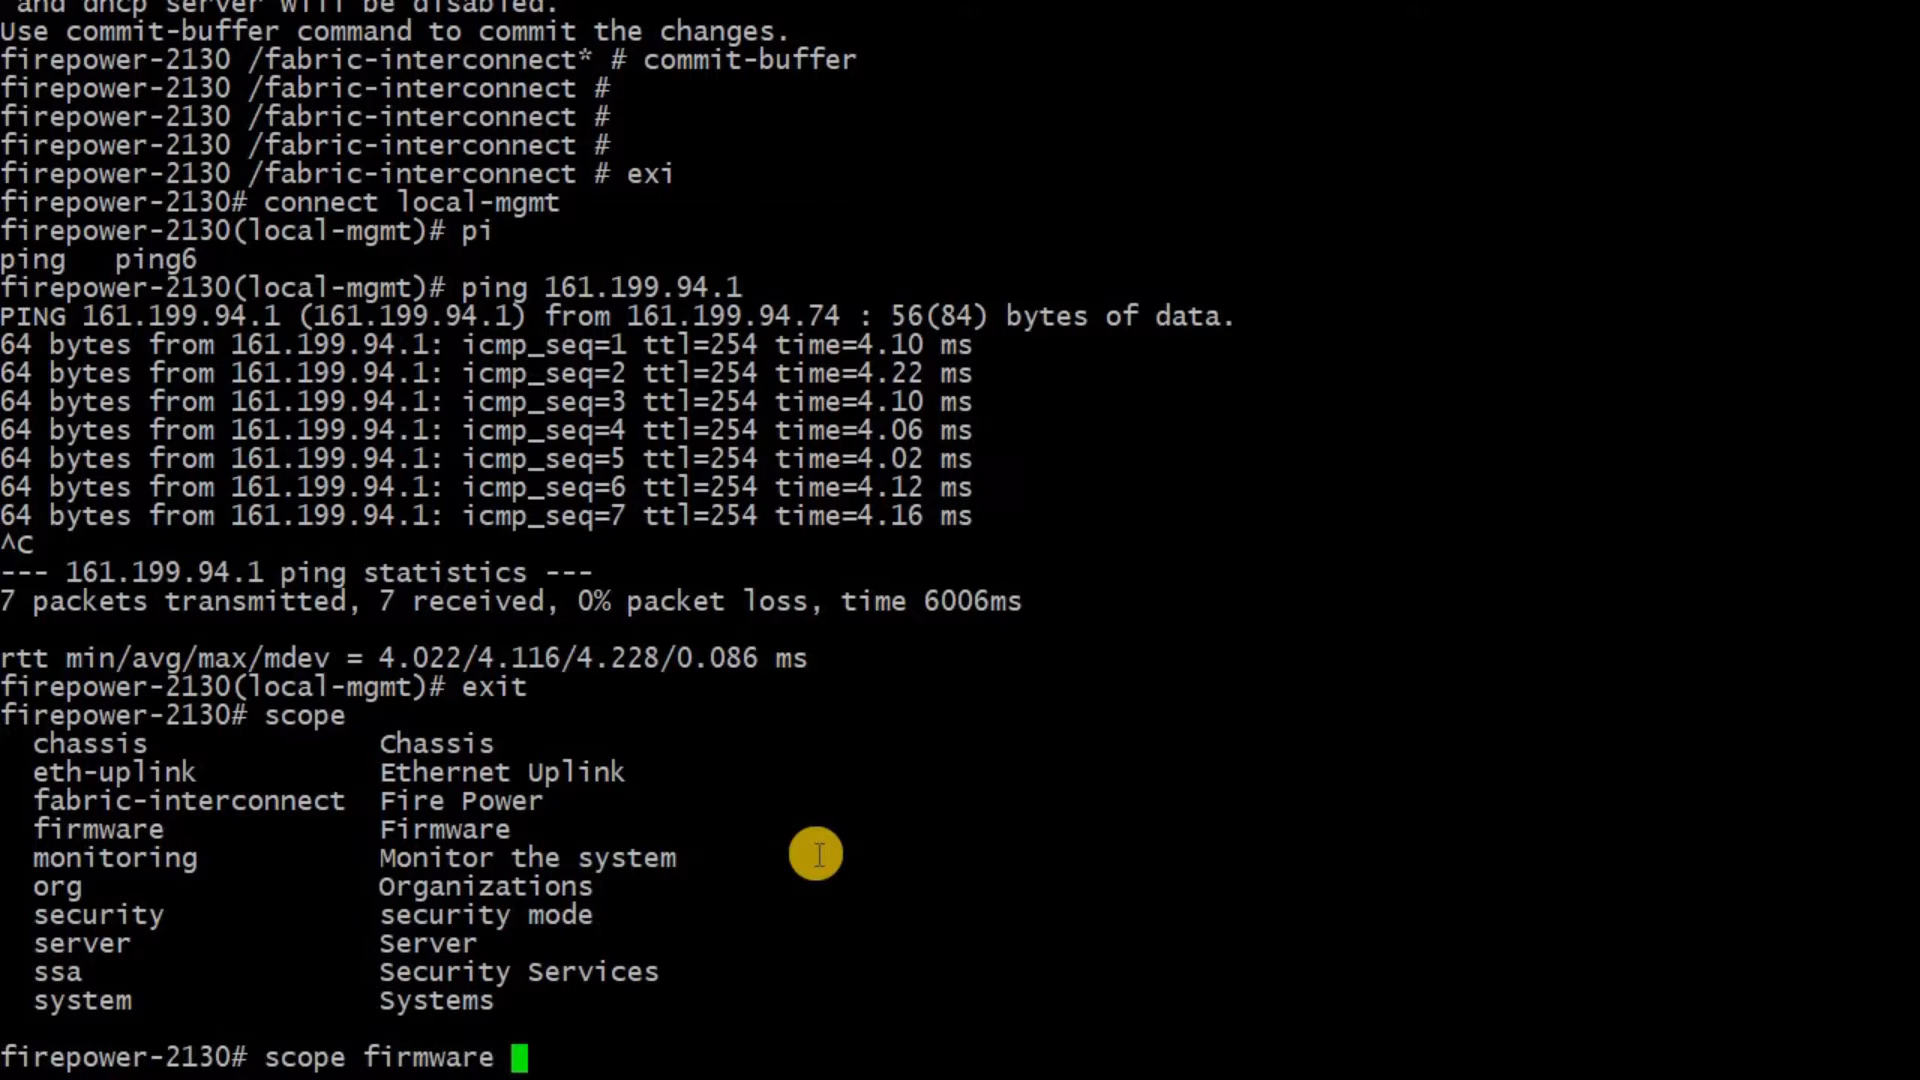 and dhcp server will be disabled.
Use commit-buffer command to commit the changes.
firepower-2130 /fabric-interconnect* # commit-buffer
firepower-2130 /fabric-interconnect #
firepower-2130 /fabric-interconnect #
firepower-2130 /fabric-interconnect #
firepower-2130 /fabric-interconnect # exi
firepower-2130# connect local-mgmt
firepower-2130(local-mgmt)# pi
ping   ping6
firepower-2130(local-mgmt)# ping 161.199.94.1
PING 161.199.94.1 (161.199.94.1) from 161.199.94.74 : 56(84) bytes of data.
64 bytes from 161.199.94.1: icmp_seq=1 ttl=254 time=4.10 ms
64 bytes from 161.199.94.1: icmp_seq=2 ttl=254 time=4.22 ms
64 bytes from 161.199.94.1: icmp_seq=3 ttl=254 time=4.10 ms
64 bytes from 161.199.94.1: icmp_seq=4 ttl=254 time=4.06 ms
64 bytes from 161.199.94.1: icmp_seq=5 ttl=254 time=4.02 ms
64 bytes from 161.199.94.1: icmp_seq=6 ttl=254 time=4.12 ms
64 bytes from 161.199.94.1: icmp_seq=7 ttl=254 time=4.16 ms
^C
--- 161.199.94.1 ping statistics ---
7 packets transmitted, 7 received, 0% packet loss, time 6006ms
rtt min/avg/max/mdev = 4.022/4.116/4.228/0.086 ms
firepower-2130(local-mgmt)# exit
firepower-2130# scope
chassis Chassis
eth-uplink Ethernet Uplink
fabric-interconnect Fire Power
firmware Firmware
monitoring Monitor the system
org Organizations
security security mode
server Server
ssa Security Services
system Systems
firepower-2130# scope firmware